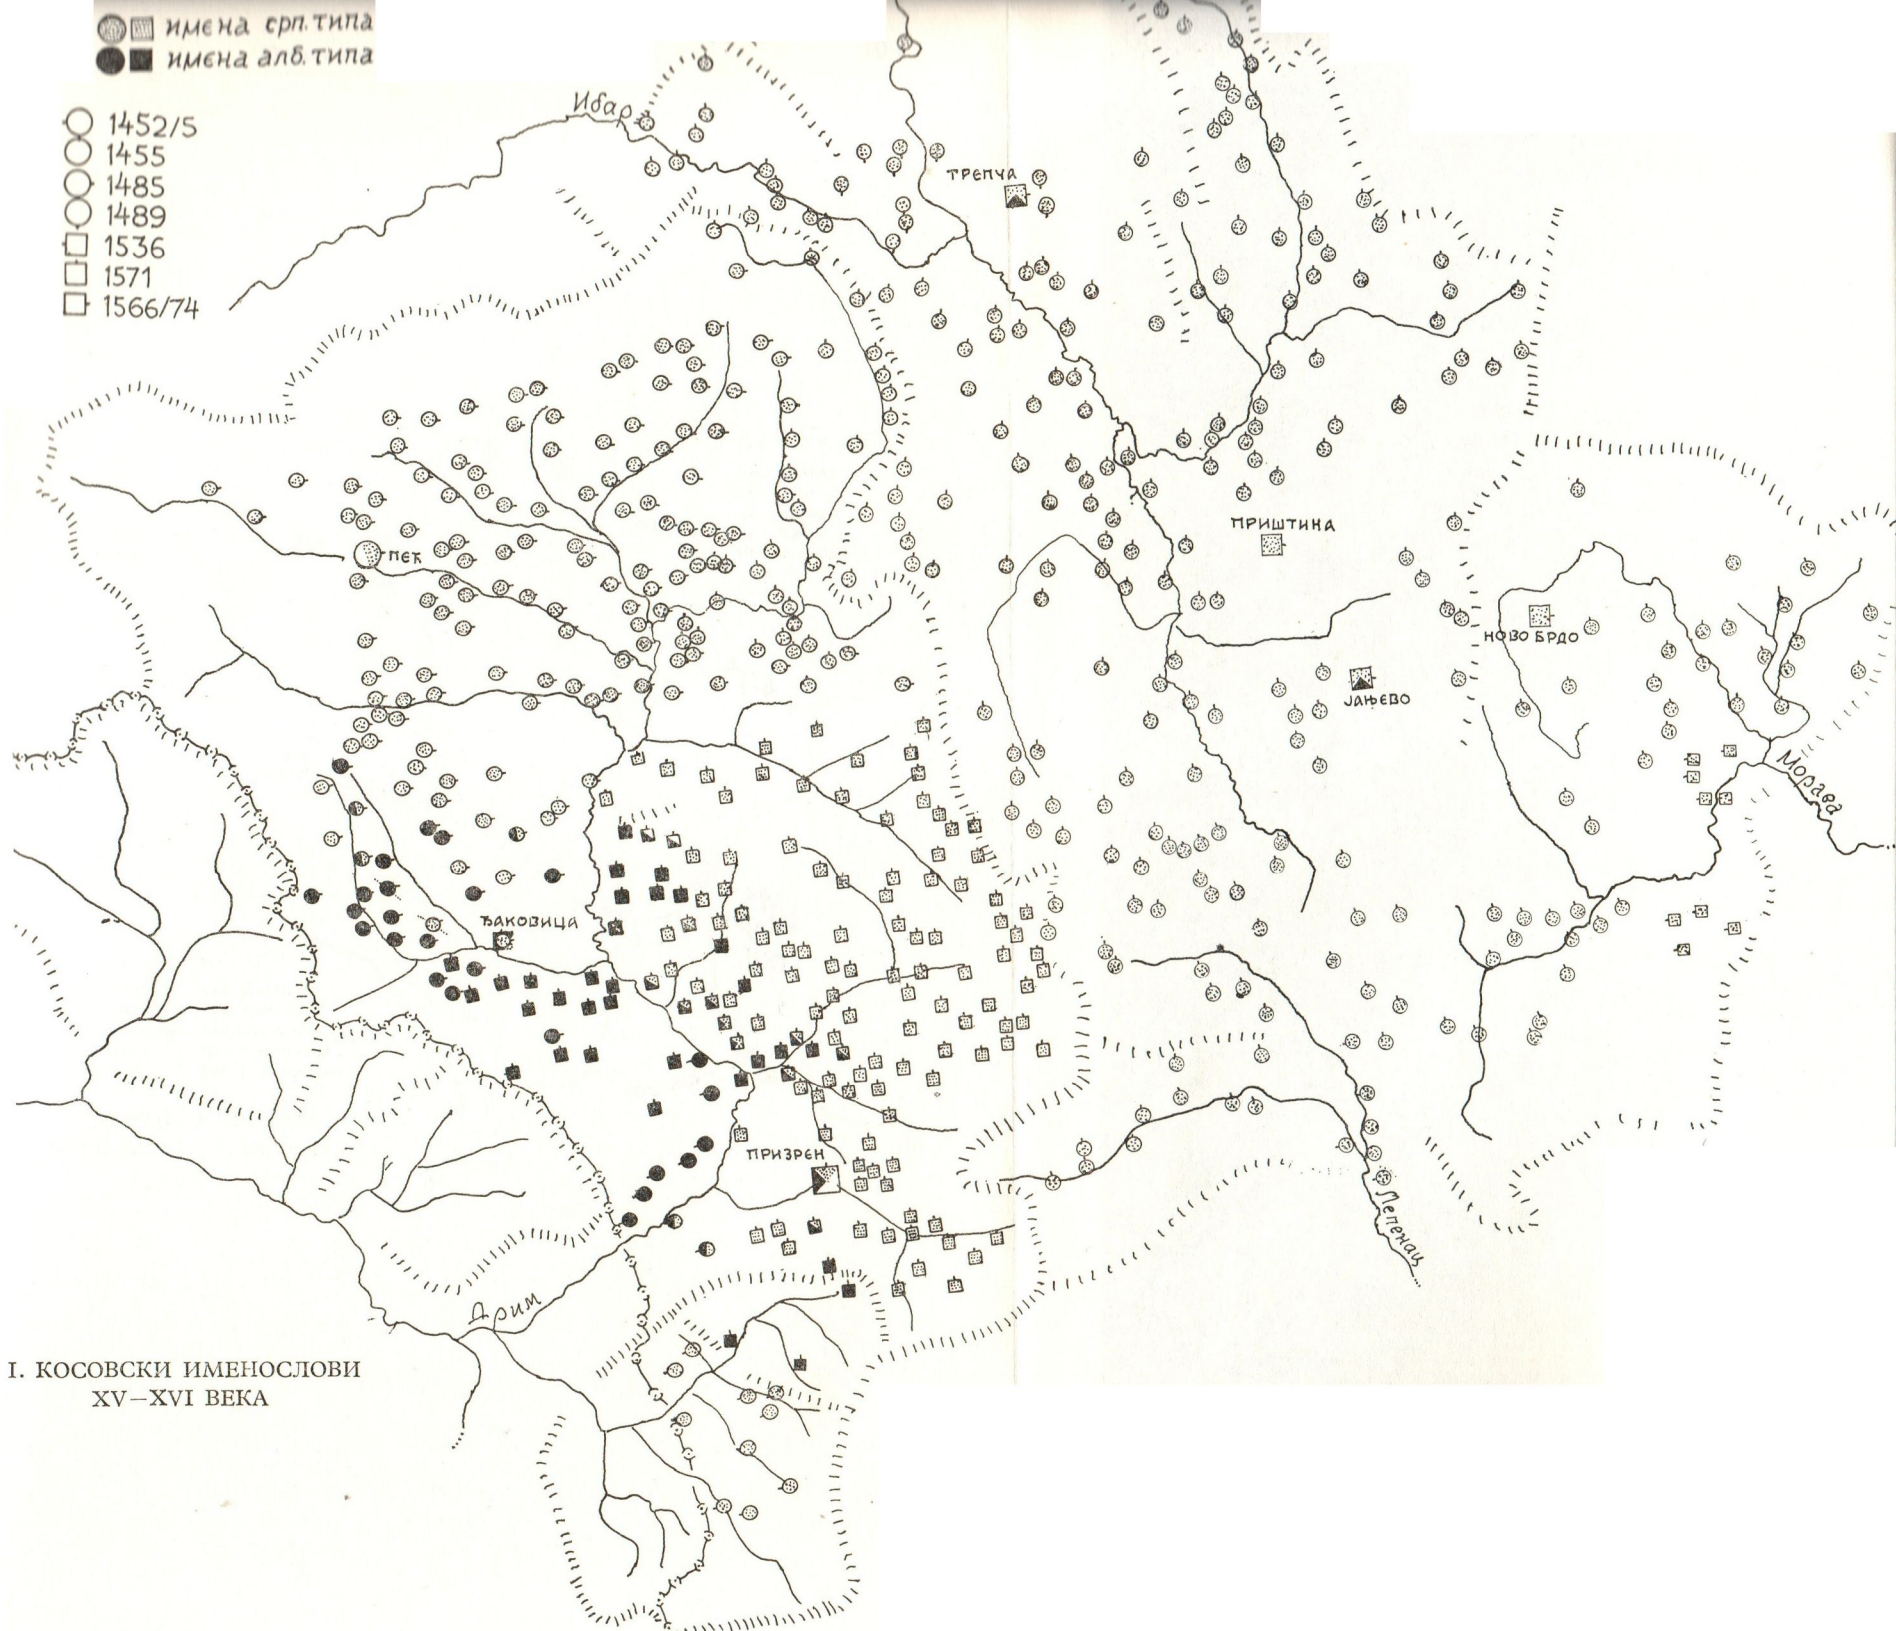 имена срп. типа
имена алб. типа
1452/5
1455
1485
1489
1536
1571
1566/74
Ибар
ТРЕПЧА
ПРИШТИНА
ПЕЋ
НОВО БРДО
ЈАЊЕВО
Морава
ЂАКОВИЦА
ПРИЗРЕН
Лепенац
Дрим
I. КОСОВСКИ ИМЕНОСЛОВИ
XV—XVI ВЕКА